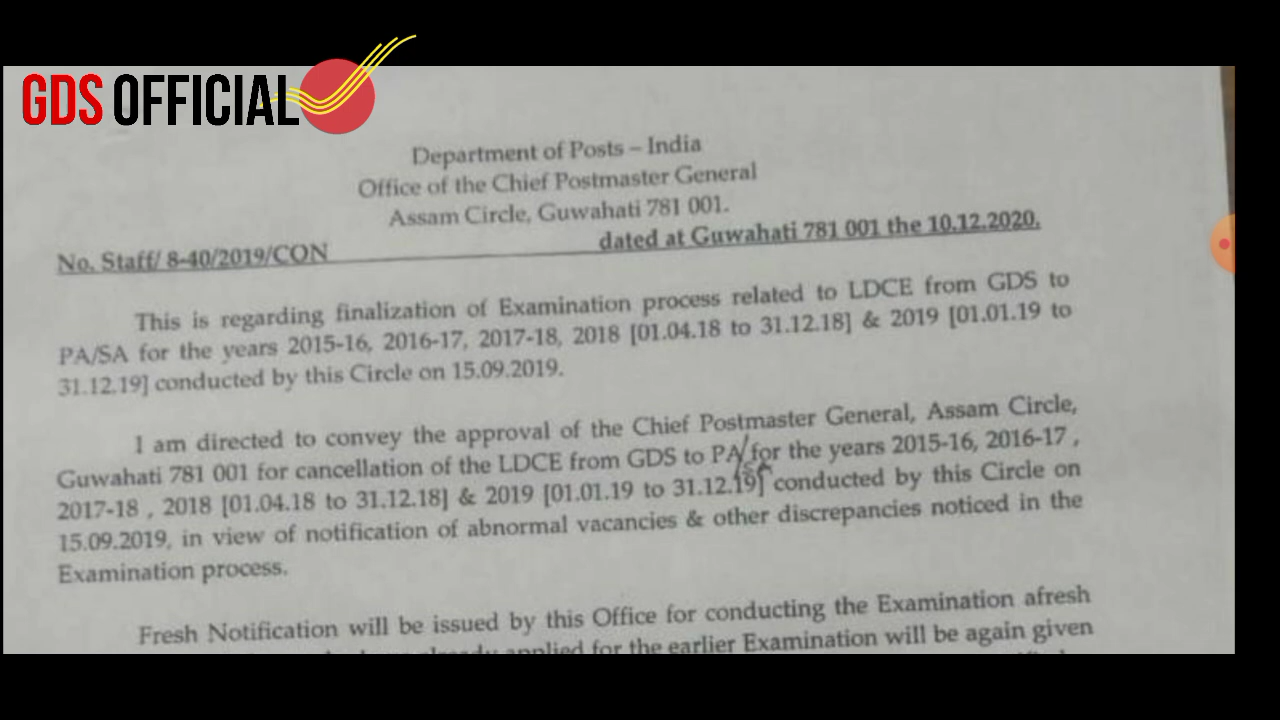 GDS OFFICIAL
Department of Posts – India
Office of the Chief Postmaster General
Assam Circle, Guwahati 781 001.
No. Staff/ 8-40/2019/CON dated at Guwahati 781 001 the 10.12.2020.
This is regarding finalization of Examination process related to LDCE from GDS to
PA/SA for the years 2015-16, 2016-17, 2017-18, 2018 [01.04.18 to 31.12.18] & 2019 [01.01.19 to
31.12.19] conducted by this Circle on 15.09.2019.
I am directed to convey the approval of the Chief Postmaster General, Assam Circle,
Guwahati 781 001 for cancellation of the LDCE from GDS to PA/SA for the years 2015-16, 2016-17 ,
2017-18 , 2018 [01.04.18 to 31.12.18] & 2019 [01.01.19 to 31.12.19] conducted by this Circle on
15.09.2019, in view of notification of abnormal vacancies & other discrepancies noticed in the
Examination process.
Fresh Notification will be issued by this Office for conducting the Examination afresh
already applied for the earlier Examination will be again given